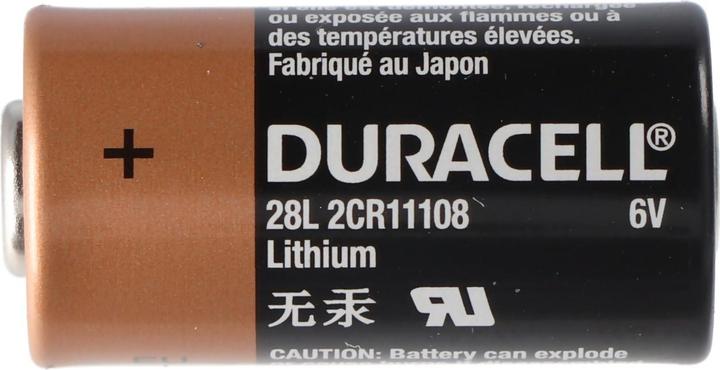 ou exposée aux flammes ou à
des températures élevées.
Fabriqué au Japon
+
DURACELL®
28L 2CR11108 6V
Lithium
无汞
CAUTION: Battery can explode